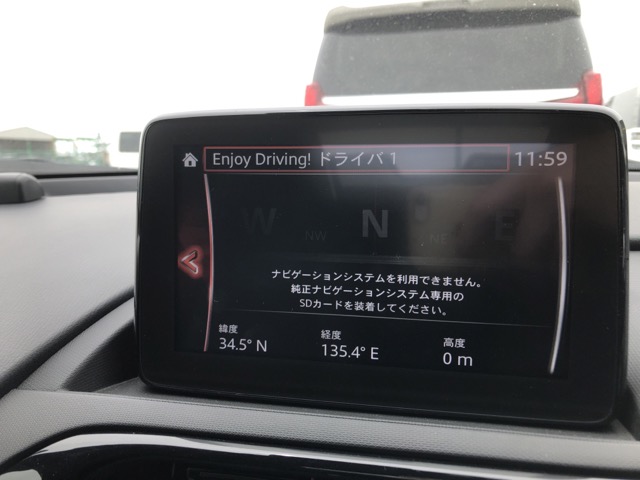 Enjoy Driving! ドライバ 1
11:59
W NW N NE E
ナビゲーションシステムを利用できません。
純正ナビゲーションシステム専用の
SDカードを装着してください。
緯度 経度 高度
34.5° N 135.4° E 0 m